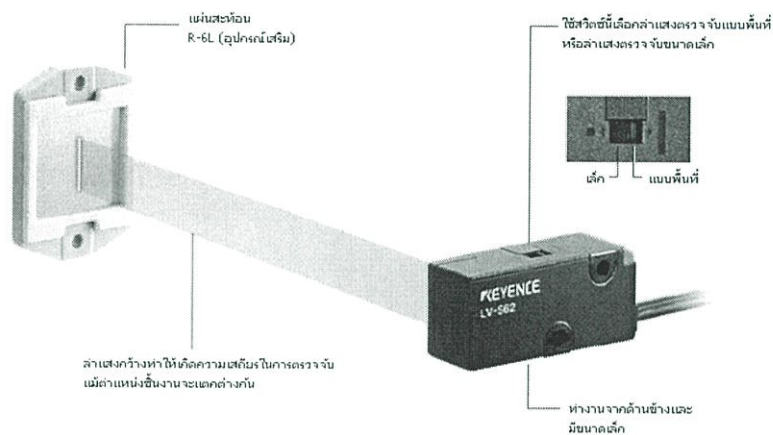 แผ่นสะท้อน
R-6L (อุปกรณ์เสริม)
ใช้สวิตช์นี้เลือกลำแสงตรวจจับแบบพื้นที่
หรือลำแสงตรวจจับขนาดเล็ก
เล็ก
แบบพื้นที่
KEYENCE
LV-S62
ลำแสงกว้างทำให้เกิดความเสถียรในการตรวจจับ
แม้ตำแหน่งชิ้นงานจะแตกต่างกัน
ทำงานจากด้านข้างและ
มีขนาดเล็ก